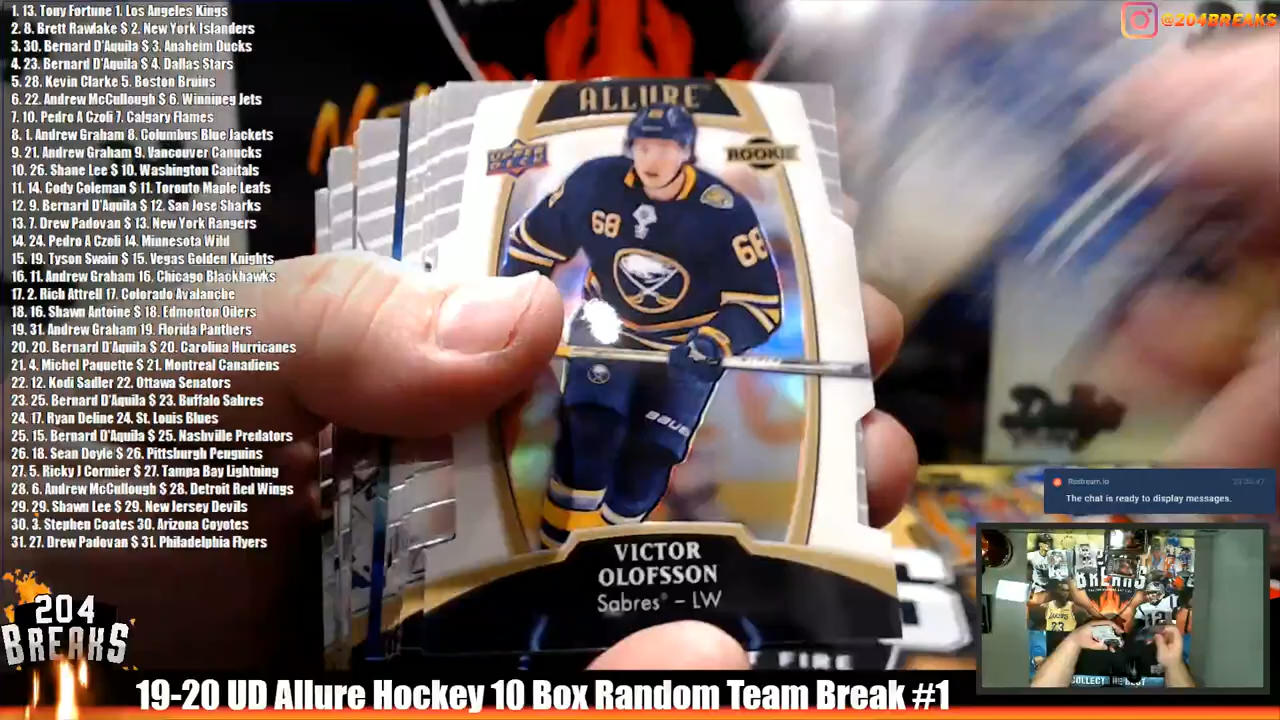 1. 13. Tony Fortune 1. Los Angeles Kings
2. 8. Brett Rawlake $ 2. New York Islanders
3. 30. Bernard D'Aquila $ 3. Anaheim Ducks
4. 23. Bernard D'Aquila $ 4. Dallas Stars
5. 28. Kevin Clarke 5. Boston Bruins
6. 22. Andrew McCullough $ 6. Winnipeg Jets
7. 10. Pedro A Czoli 7. Calgary Flames
8. 1. Andrew Graham 8. Columbus Blue Jackets
9. 21. Andrew Graham 9. Vancouver Canucks
10. 26. Shane Lee $ 10. Washington Capitals
11. 14. Cody Coleman $ 11. Toronto Maple Leafs
12. 9. Bernard D'Aquila $ 12. San Jose Sharks
13. 7. Drew Padovan $ 13. New York Rangers
14. 24. Pedro A Czoli 14. Minnesota Wild
15. 19. Tyson Swain $ 15. Vegas Golden Knights
16. 11. Andrew Graham 16. Chicago Blackhawks
17. 2. Rich Attrell 17. Colorado Avalanche
18. 16. Shawn Antoine $ 18. Edmonton Oilers
19. 31. Andrew Graham 19. Florida Panthers
20. 20. Bernard D'Aquila $ 20. Carolina Hurricanes
21. 4. Michel Paquette $ 21. Montreal Canadiens
22. 12. Kodi Sadler 22. Ottawa Senators
23. 25. Bernard D'Aquila $ 23. Buffalo Sabres
24. 17. Ryan Deline 24. St. Louis Blues
25. 15. Bernard D'Aquila $ 25. Nashville Predators
26. 18. Sean Doyle $ 26. Pittsburgh Penguins
27. 5. Ricky J Cormier $ 27. Tampa Bay Lightning
28. 6. Andrew McCullough $ 28. Detroit Red Wings
29. 29. Shawn Lee $ 29. New Jersey Devils
30. 3. Stephen Coates 30. Arizona Coyotes
31. 27. Drew Padovan $ 31. Philadelphia Flyers
@204BREAKS
ALLURE
UPPER DECK
ROOKIE
68
68
BAUER
VICTOR
OLOFSSON
Sabres® – LW
FIRE
Restream.io
The chat is ready to display messages.
BREAKS
23
12
COLLECT THE BEST
204
BREAKS
19-20 UD Allure Hockey 10 Box Random Team Break #1